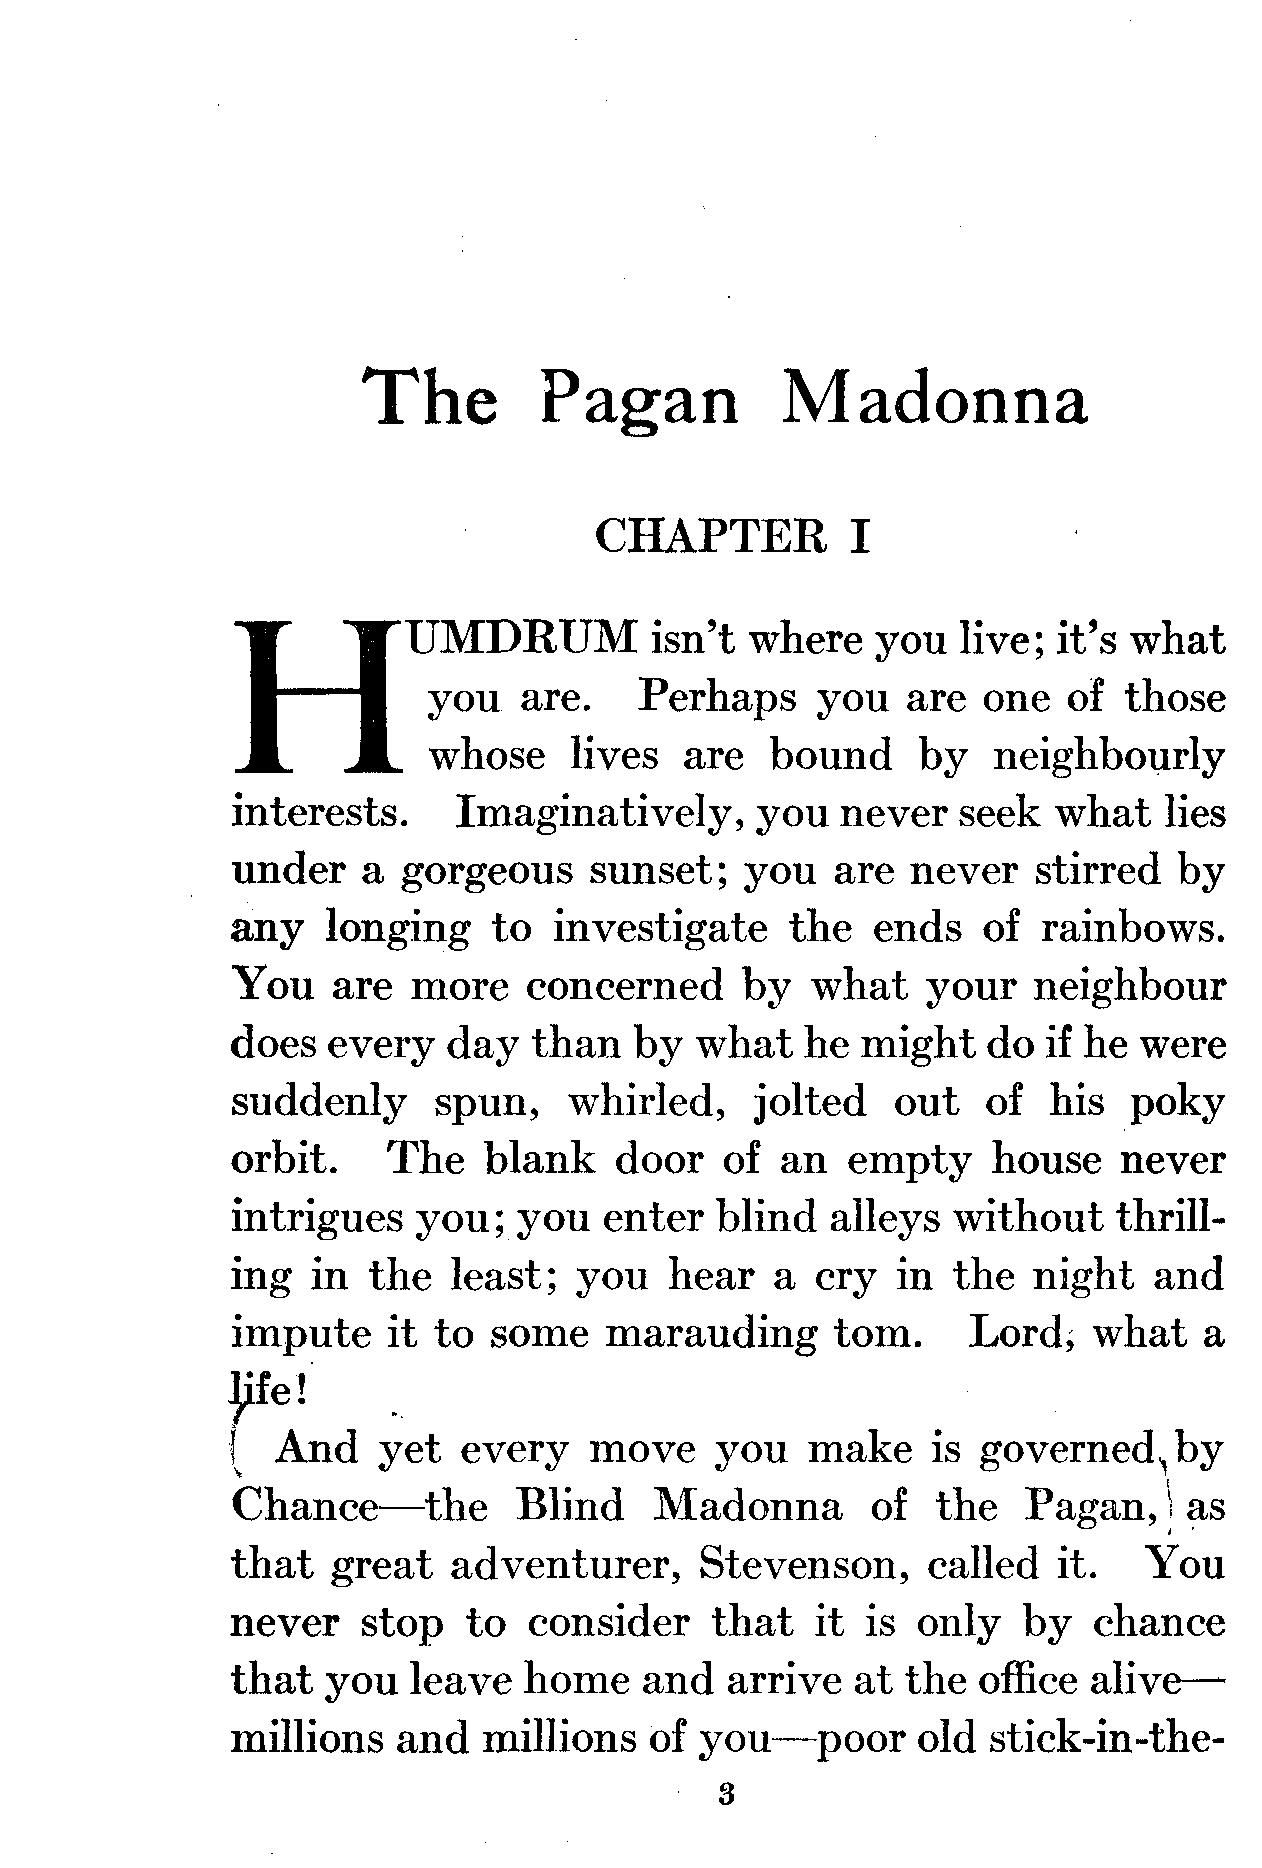 The Pagan Madonna
CHAPTER I
HUMDRUM isn't where you live; it's what
you are. Perhaps you are one of those
whose lives are bound by neighbourly
interests. Imaginatively, you never seek what lies
under a gorgeous sunset; you are never stirred by
any longing to investigate the ends of rainbows.
You are more concerned by what your neighbour
does every day than by what he might do if he were
suddenly spun, whirled, jolted out of his poky
orbit. The blank door of an empty house never
intrigues you; you enter blind alleys without thrill-
ing in the least; you hear a cry in the night and
impute it to some marauding tom. Lord, what a
life!
And yet every move you make is governed by
Chance—the Blind Madonna of the Pagan, as
that great adventurer, Stevenson, called it. You
never stop to consider that it is only by chance
that you leave home and arrive at the office alive—
millions and millions of you—poor old stick-in-the-
3